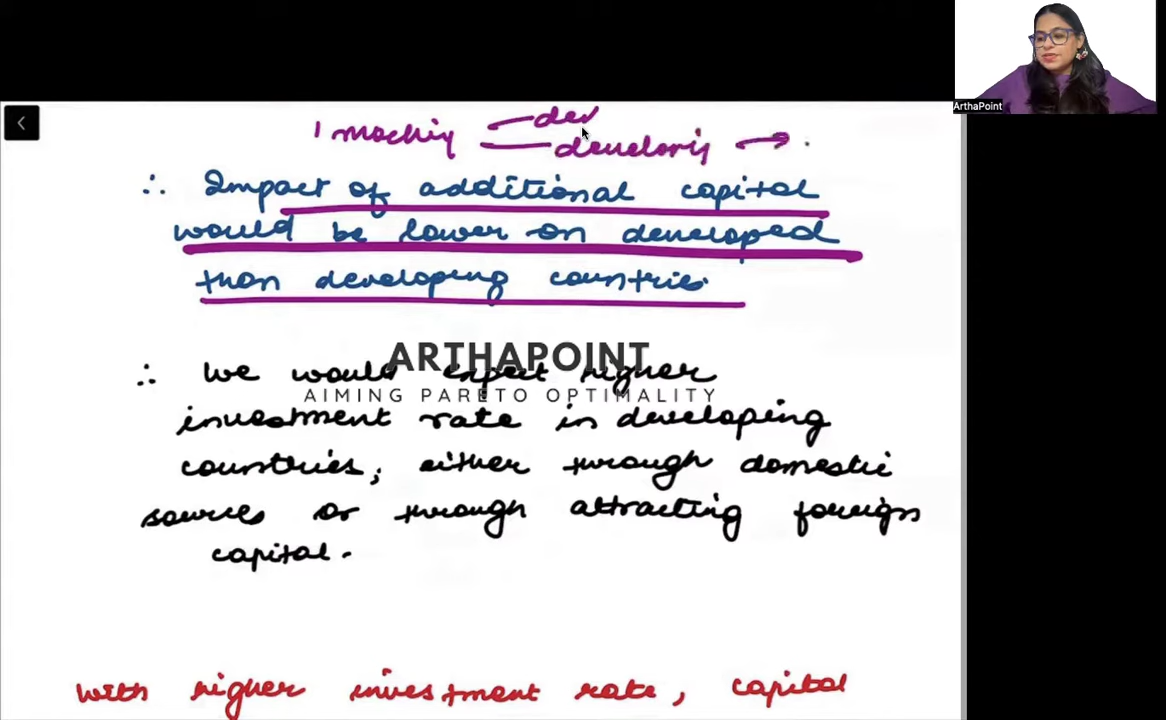 ArthaPoint
1 machin dev
developing →
∴ Impact of additional capital
would be lower on developed
than developing countries.
ARTHAPOINT
AIMING PARETO OPTIMALITY
∴ We would expect higher
investment rate in developing
countries, either through domestic
sources or through attracting foreign
capital.
with higher investment rate, capital